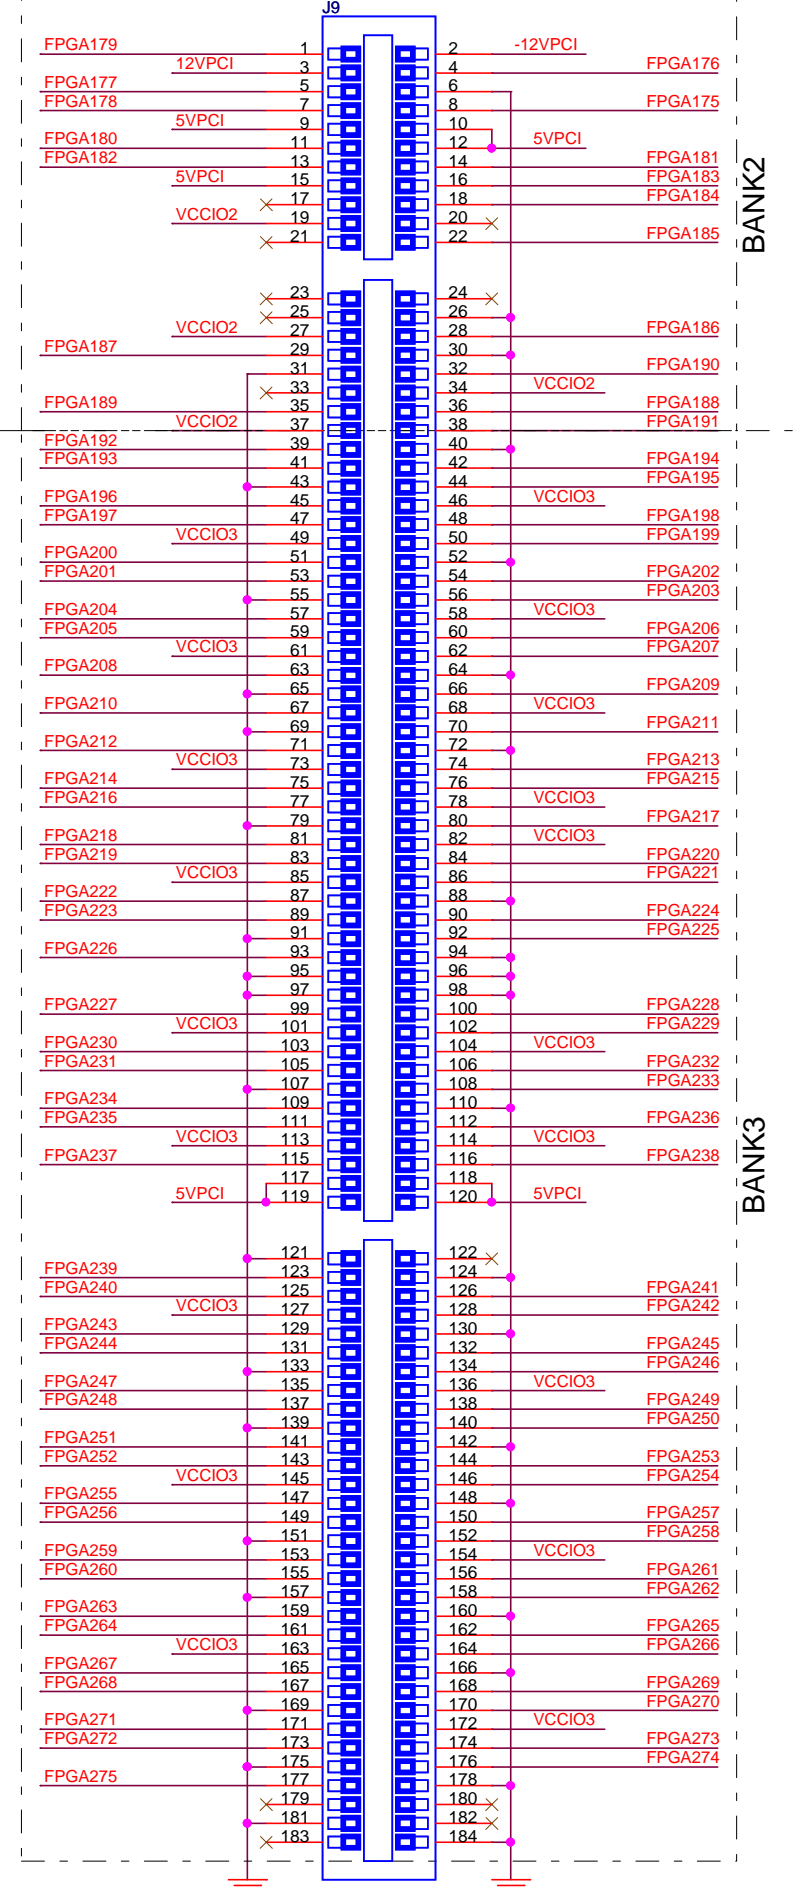 J9
FPGA179 1 2 -12VPCI
12VPCI 3 4 FPGA176
FPGA177 5 6
FPGA178 7 8 FPGA175
5VPCI 9 10
FPGA180 11 12 5VPCI
FPGA182 13 14 FPGA181
5VPCI 15 16 FPGA183
17 18 FPGA184
VCCIO2 19 20
21 22 FPGA185
BANK2
23 24
25 26
VCCIO2 27 28 FPGA186
FPGA187 29 30
31 32 FPGA190
33 34 VCCIO2
FPGA189 35 36 FPGA188
VCCIO2 37 38 FPGA191
FPGA192 39 40
FPGA193 41 42 FPGA194
43 44 FPGA195
FPGA196 45 46 VCCIO3
FPGA197 47 48 FPGA198
VCCIO3 49 50 FPGA199
FPGA200 51 52
FPGA201 53 54 FPGA202
55 56 FPGA203
FPGA204 57 58 VCCIO3
FPGA205 59 60 FPGA206
VCCIO3 61 62 FPGA207
FPGA208 63 64
65 66 FPGA209
FPGA210 67 68 VCCIO3
69 70 FPGA211
FPGA212 71 72
VCCIO3 73 74 FPGA213
FPGA214 75 76 FPGA215
FPGA216 77 78 VCCIO3
79 80 FPGA217
FPGA218 81 82 VCCIO3
FPGA219 83 84 FPGA220
VCCIO3 85 86 FPGA221
FPGA222 87 88
FPGA223 89 90 FPGA224
91 92 FPGA225
FPGA226 93 94
95 96
97 98
FPGA227 99 100 FPGA228
VCCIO3 101 102 FPGA229
FPGA230 103 104 VCCIO3
FPGA231 105 106 FPGA232
107 108 FPGA233
FPGA234 109 110
FPGA235 111 112 FPGA236
VCCIO3 113 114 VCCIO3
FPGA237 115 116 FPGA238
117 118
5VPCI 119 120 5VPCI
BANK3
121 122
FPGA239 123 124
FPGA240 125 126 FPGA241
VCCIO3 127 128 FPGA242
FPGA243 129 130
FPGA244 131 132 FPGA245
133 134 FPGA246
FPGA247 135 136 VCCIO3
FPGA248 137 138 FPGA249
139 140 FPGA250
FPGA251 141 142
FPGA252 143 144 FPGA253
VCCIO3 145 146 FPGA254
FPGA255 147 148
FPGA256 149 150 FPGA257
151 152 FPGA258
FPGA259 153 154 VCCIO3
FPGA260 155 156 FPGA261
157 158 FPGA262
FPGA263 159 160
FPGA264 161 162 FPGA265
VCCIO3 163 164 FPGA266
FPGA267 165 166
FPGA268 167 168 FPGA269
169 170 FPGA270
FPGA271 171 172 VCCIO3
FPGA272 173 174 FPGA273
175 176 FPGA274
FPGA275 177 178
179 180
181 182
183 184